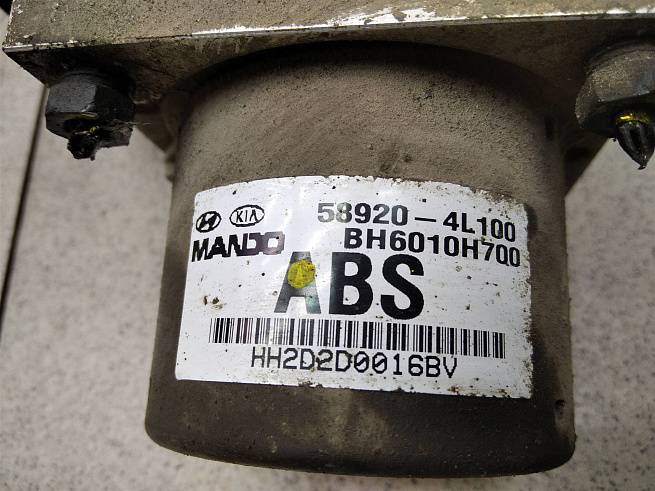 KIA 58920-4L100
MANDO BH6010H700
ABS
HH2D2D0016BV